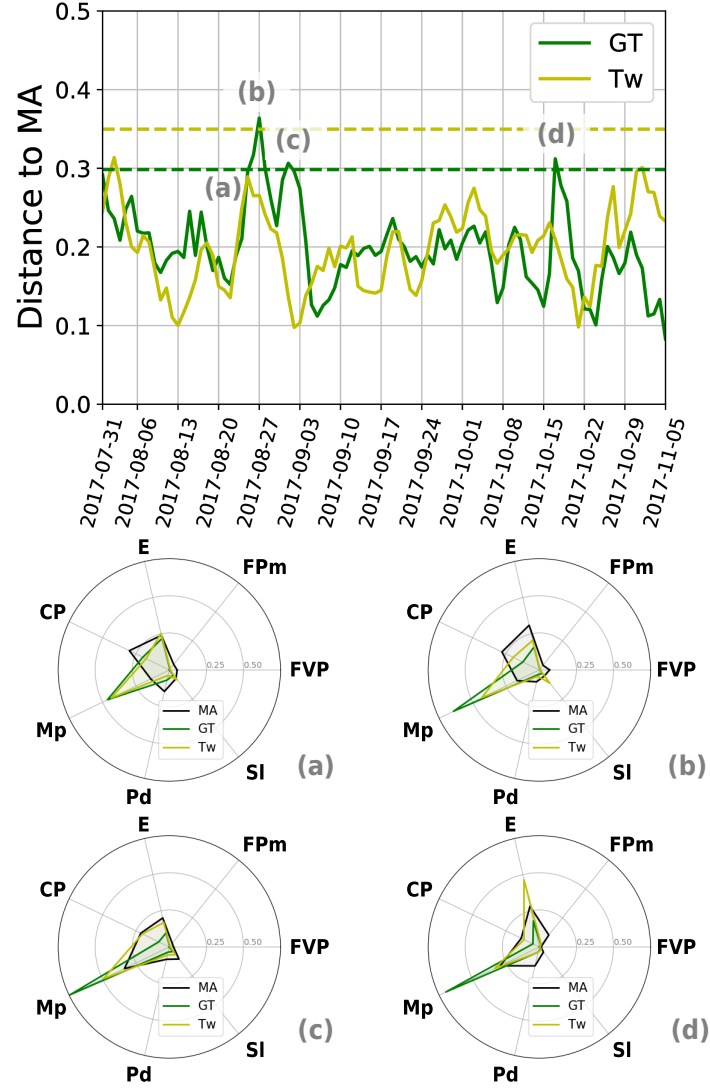 0.5
GT
Tw
Distance to MA
0.4
(b)
(c)
(d)
0.3
(a)
0.2
0.1
0.0
2017-07-31
2017-08-06
2017-08-13
2017-08-20
2017-08-27
2017-09-03
2017-09-10
2017-09-17
2017-09-24
2017-10-01
2017-10-08
2017-10-15
2017-10-22
2017-10-29
2017-11-05
E
FPm
CP
FVP
0.25
0.50
Mp
MA
GT
Tw
SI
Pd
(a)
E
FPm
CP
FVP
0.25
0.50
Mp
MA
GT
Tw
SI
Pd
(b)
E
FPm
CP
FVP
0.25
0.50
Mp
MA
GT
Tw
SI
Pd
(c)
E
FPm
CP
FVP
0.25
0.50
Mp
MA
GT
Tw
SI
Pd
(d)